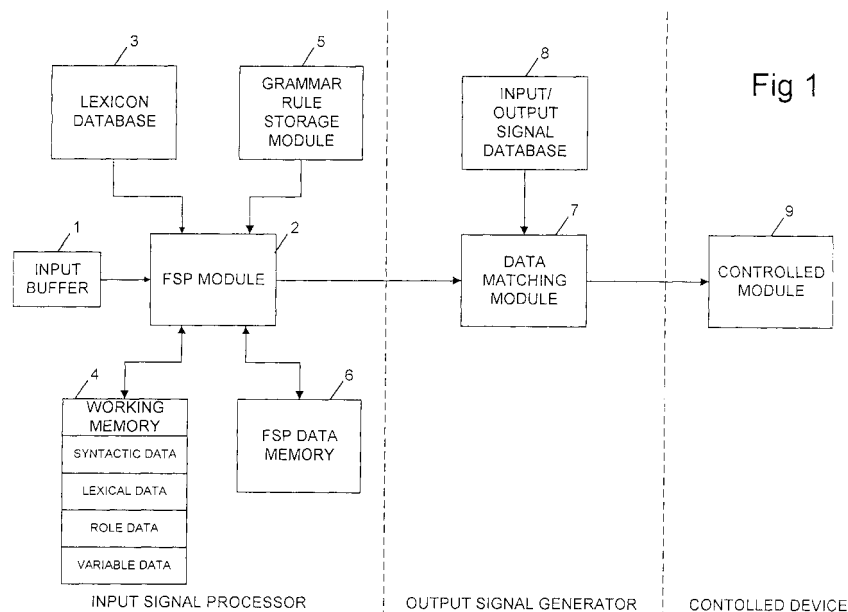 3
LEXICON
DATABASE
5
GRAMMAR
RULE
STORAGE
MODULE
8
INPUT/
OUTPUT
SIGNAL
DATABASE
Fig 1
1
INPUT
BUFFER
2
FSP MODULE
7
DATA
MATCHING
MODULE
9
CONTROLLED
MODULE
4
WORKING
MEMORY
SYNTACTIC DATA
LEXICAL DATA
ROLE DATA
VARIABLE DATA
6
FSP DATA
MEMORY
INPUT SIGNAL PROCESSOR
OUTPUT SIGNAL GENERATOR
CONTOLLED DEVICE